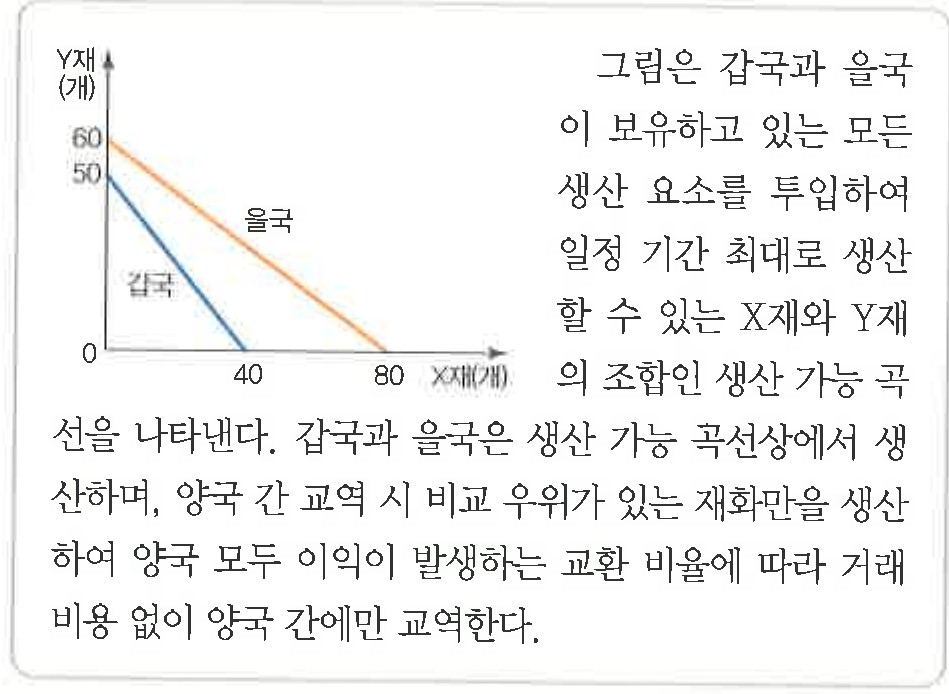 Y재
(개)
60
50
을국
갑국
0
40
80
X재(개)
그림은 갑국과 을국
이 보유하고 있는 모든
생산 요소를 투입하여
일정 기간 최대로 생산
할 수 있는 X재와 Y재
의 조합인 생산 가능 곡
선을 나타낸다. 갑국과 을국은 생산 가능 곡선상에서 생
산하며, 양국 간 교역 시 비교 우위가 있는 재화만을 생산
하여 양국 모두 이익이 발생하는 교환 비율에 따라 거래
비용 없이 양국 간에만 교역한다.